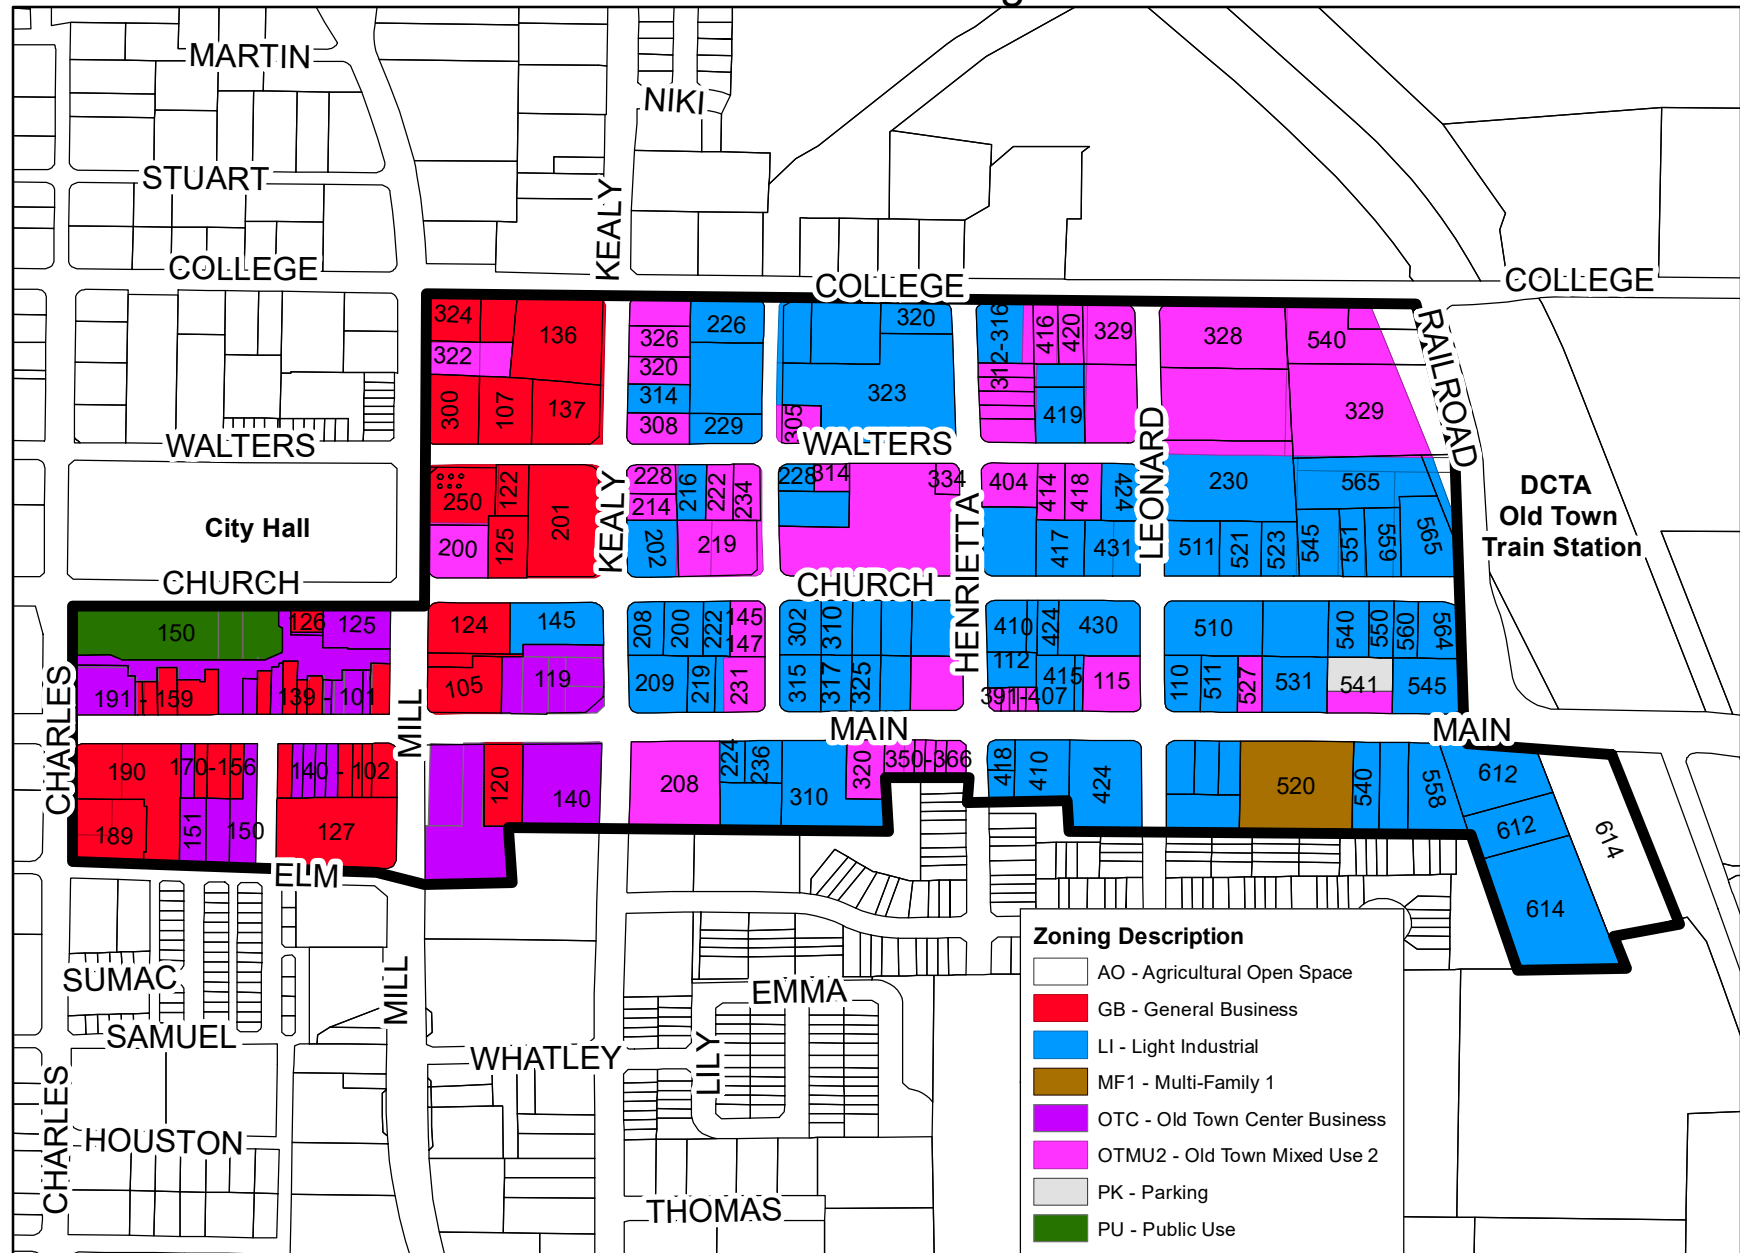 MARTIN
NIKI
STUART
KEALY
COLLEGE
COLLEGE
COLLEGE
RAILROAD
324
136
322
300
107
137
326
226
320
314
308
229
320
323
305
312-316
416
420
329
419
328
540
329
WALTERS
WALTERS
LEONARD
City Hall
250
122
201
200
125
KEALY
228
216
222
234
214
202
219
228
314
334
HENRIETTA
404
414
418
424
417
431
230
565
511
521
523
545
551
559
565
DCTA
Old Town
Train Station
CHURCH
CHURCH
150
126
125
191 - 159
139 - 101
CHARLES
MILL
124
145
105
119
208
200
222
145
147
209
219
231
302
310
315
317
325
410
424
430
112
415
115
391-407
510
540
550
560
564
110
511
527
531
541
545
MAIN
MAIN
190
170-156
140 - 102
189
151
150
127
120
140
208
224
236
310
320
350-366
418
410
424
520
540
558
612
612
614
614
ELM
SUMAC
MILL
SAMUEL
EMMA
WHATLEY
LILY
CHARLES
HOUSTON
THOMAS
Zoning Description
AO - Agricultural Open Space
GB - General Business
LI - Light Industrial
MF1 - Multi-Family 1
OTC - Old Town Center Business
OTMU2 - Old Town Mixed Use 2
PK - Parking
PU - Public Use